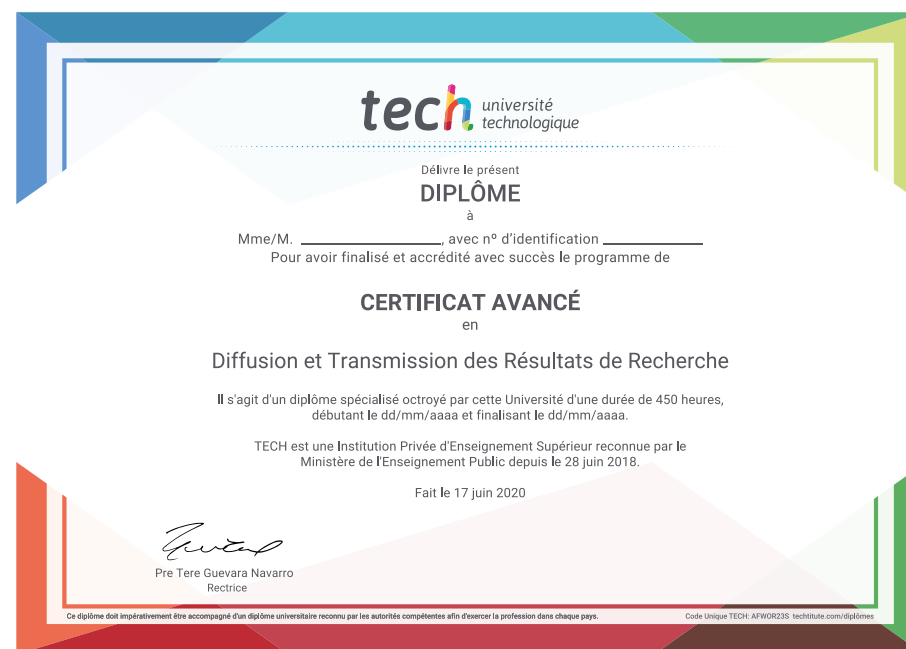 tech université
technologique
Délivre le présent
DIPLÔME
à
Mme/M. ____________________, avec nº d'identification ______________
Pour avoir finalisé et accrédité avec succès le programme de
CERTIFICAT AVANCÉ
en
Diffusion et Transmission des Résultats de Recherche
Il s'agit d'un diplôme spécialisé octroyé par cette Université d'une durée de 450 heures,
débutant le dd/mm/aaaa et finalisant le dd/mm/aaaa.
TECH est une Institution Privée d'Enseignement Supérieur reconnue par le
Ministère de l'Enseignement Public depuis le 28 juin 2018.
Fait le 17 juin 2020
Pre Tere Guevara Navarro
Rectrice
Ce diplôme doit impérativement être accompagné d'un diplôme universitaire reconnu par les autorités compétentes afin d'exercer la profession dans chaque pays.
Code Unique TECH: AFWOR23S techtitute.com/diplômes